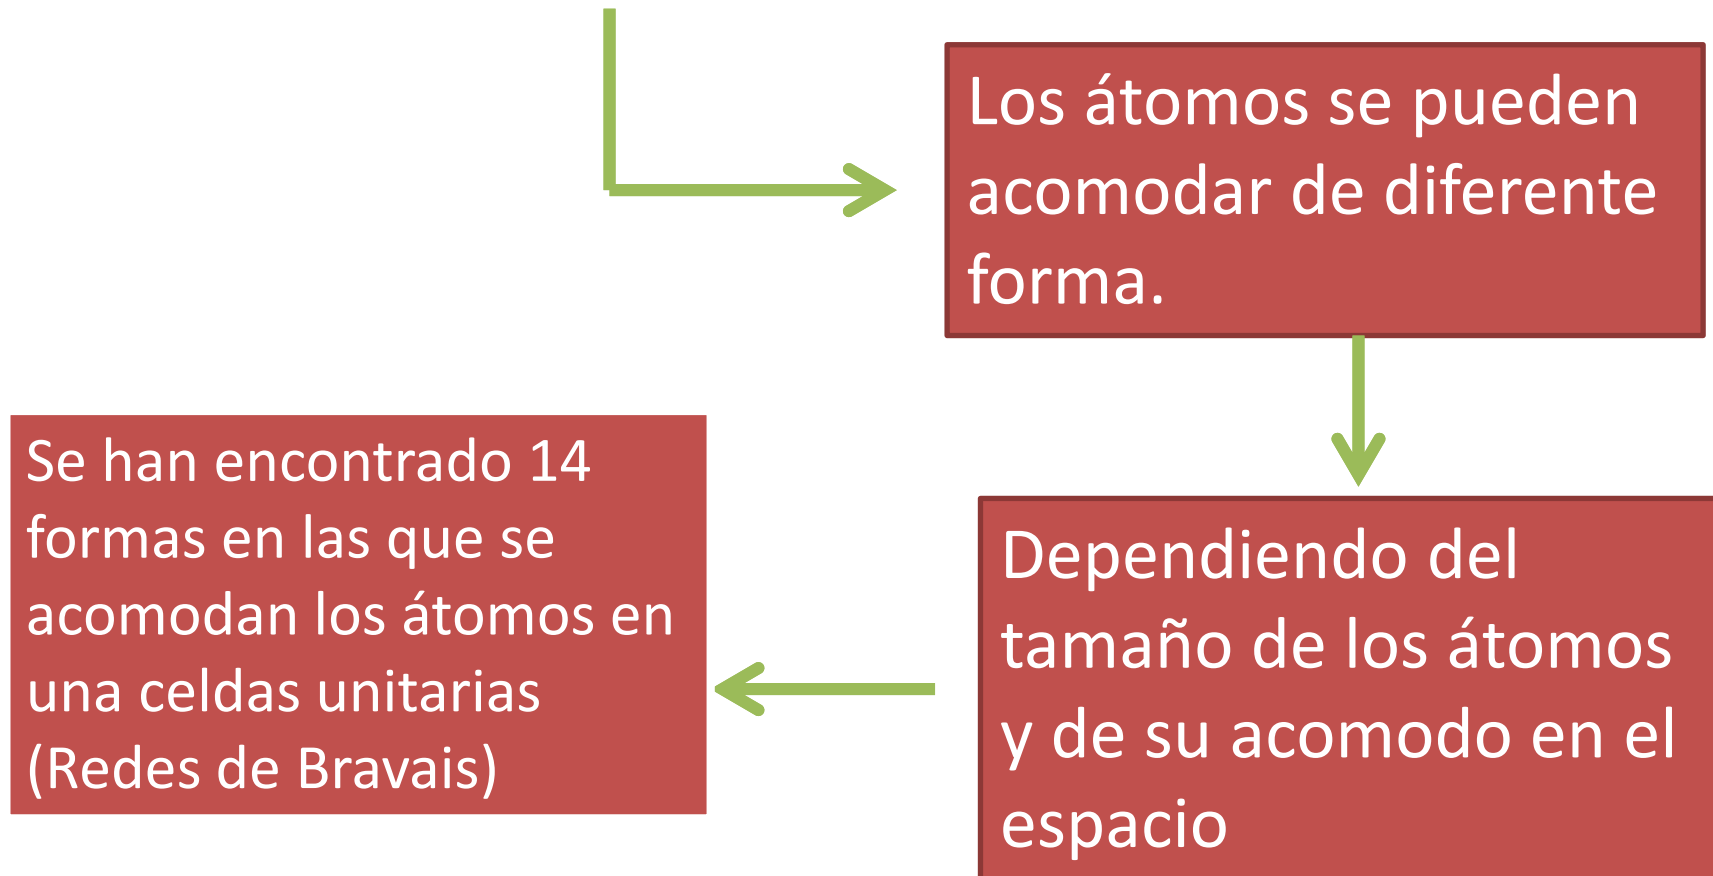 Los átomos se pueden
acomodar de diferente
forma.
Dependiendo del
tamaño de los átomos
y de su acomodo en el
espacio
Se han encontrado 14
formas en las que se
acomodan los átomos en
una celdas unitarias
(Redes de Bravais)